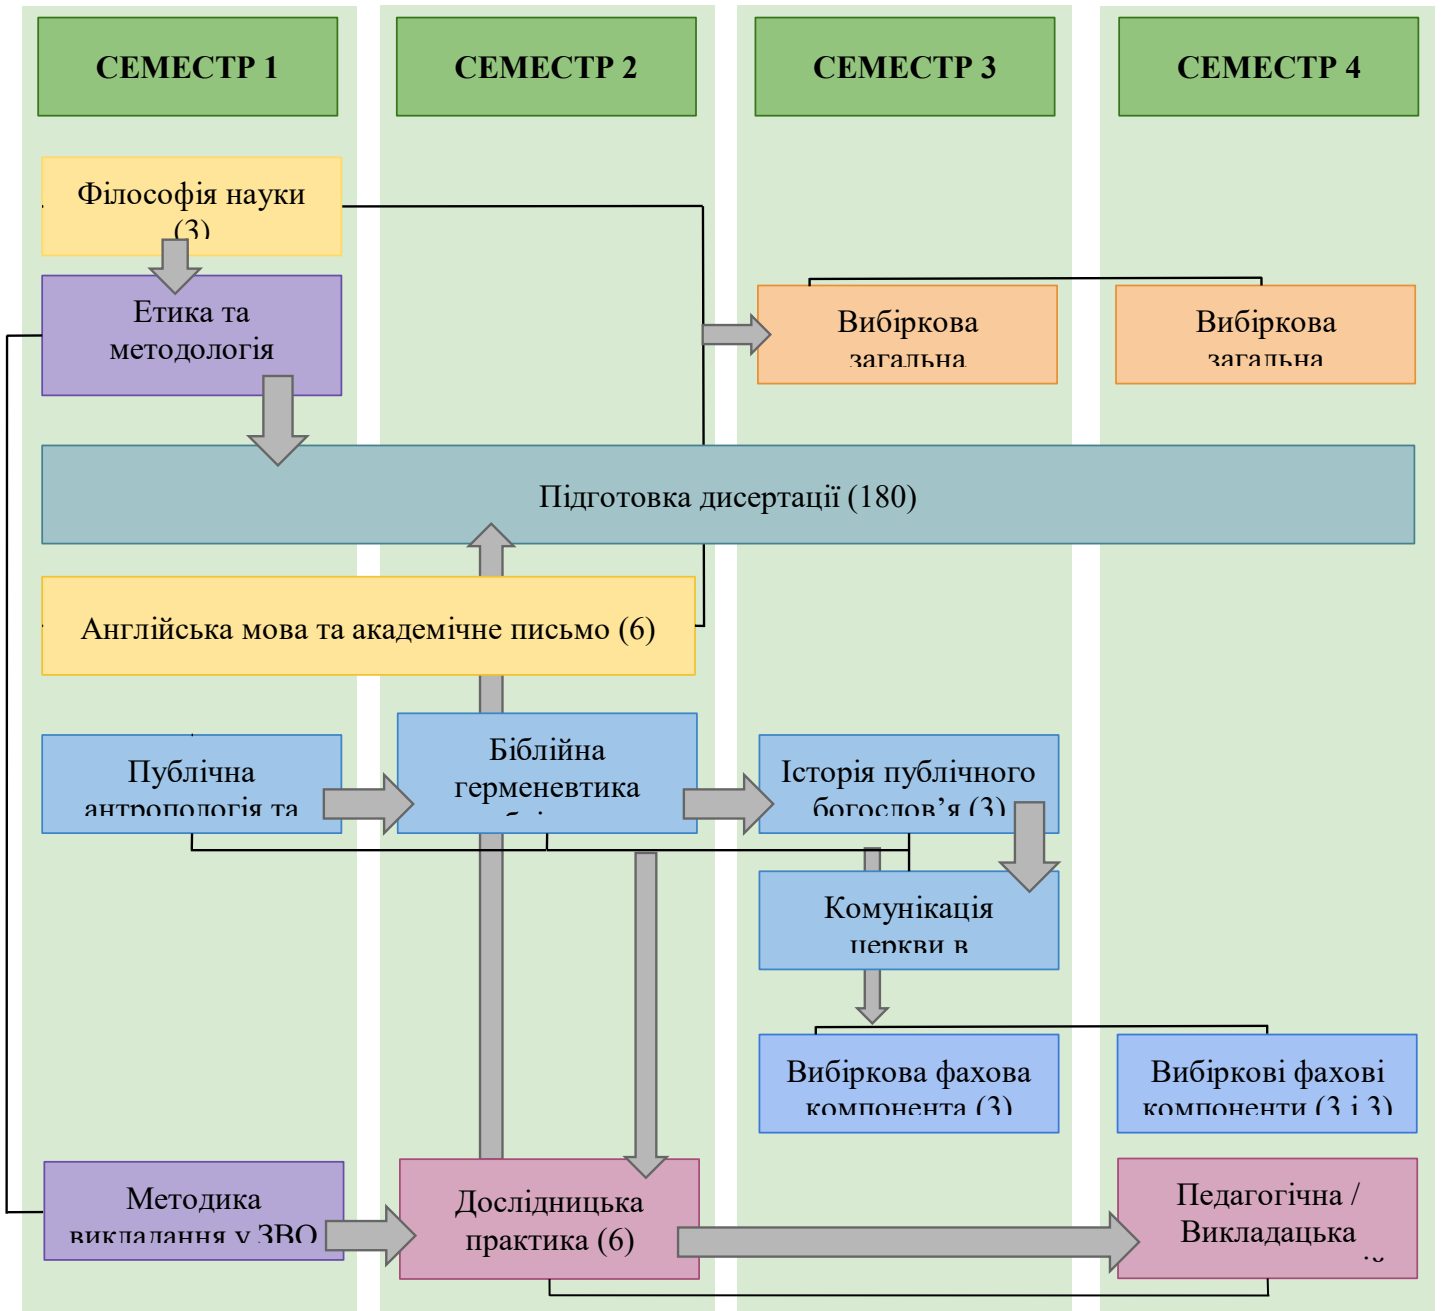 СЕМЕСТР 1
СЕМЕСТР 2
СЕМЕСТР 3
СЕМЕСТР 4
Філософія науки
(3)
Етика та
методологія
Вибіркова
загальна
Вибіркова
загальна
Підготовка дисертації (180)
Англійська мова та академічне письмо (6)
Публічна
антропологія та
Біблійна
герменевтика
Історія публічного
богослов’я (3)
Комунікація
церкви в
Вибіркова фахова
компонента (3)
Вибіркові фахові
компоненти (3 і 3)
Методика
викладання у ЗВО
Дослідницька
практика (6)
Педагогічна /
Викладацька